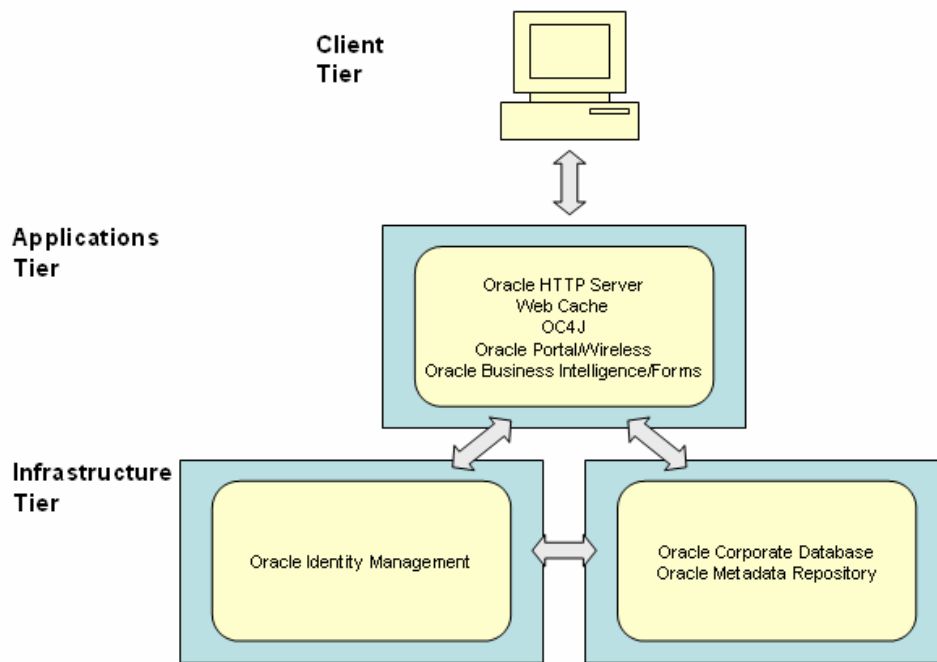 Client
Tier
Applications
Tier
Oracle HTTP Server
Web Cache
OC4J
Oracle Portal/Wireless
Oracle Business Intelligence/Forms
Infrastructure
Tier
Oracle Identity Management
Oracle Corporate Database
Oracle Metadata Repository